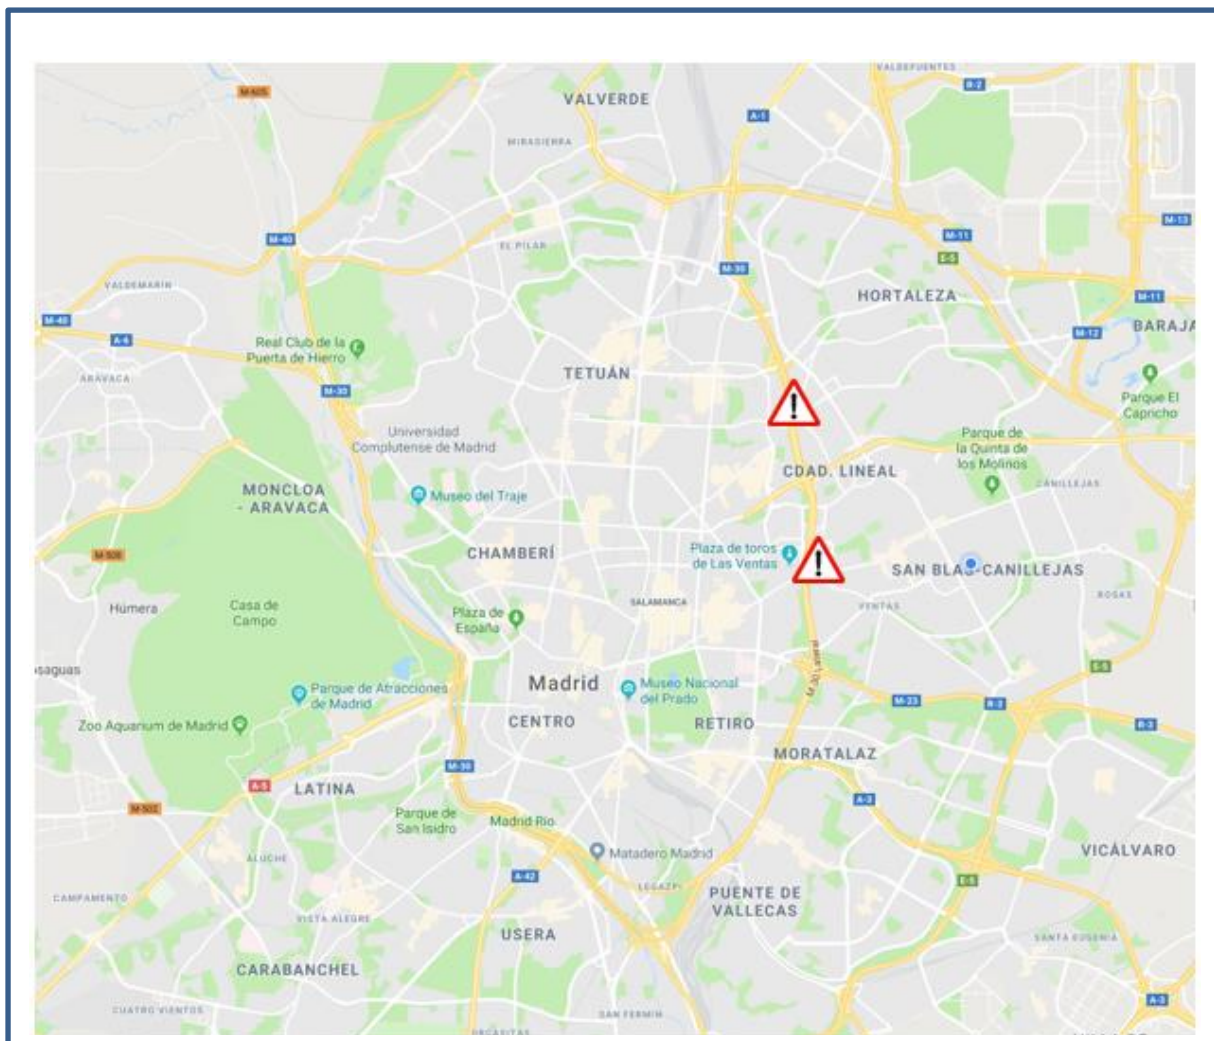 VALDEFUENTES
M-605
R-2
VALVERDE
A-1
MIRASIERRA
M-13
M-40
EL PILAR
M-11
E-5
M-30
VALDEMARÍN
HORTALEZA
M-11
M-40
BARAJA
A-6
M-12
Real Club de la
Puerta de Hierro
TETUÁN
ARAVACA
M-30
Parque El
Capricho
Universidad
Complutense de Madrid
Parque de
la Quinta de
los Molinos
CDAD. LINEAL
CANILLEJAS
MONCLOA
- ARAVACA
Museo del Traje
CHAMBERÍ
Plaza de toros
de Las Ventas
M-500
SAN BLAS-CANILLEJAS
ROSAS
Húmera
Casa de
Campo
SALAMANCA
VENTAS
Plaza de
España
osaguas
M-30 Lateral
E-5
Madrid
Museo Nacional
del Prado
Parque de Atracciones
de Madrid
M-23
R-3
CENTRO
RETIRO
R-3
Zoo Aquarium de Madrid
MORATALAZ
M-30
A-5
LATINA
A-3
M-502
Parque de
San Isidro
Madrid Río
Matadero Madrid
VICÁLVARO
ALUCHE
A-42
LEGAZPI
E-5
PUENTE DE
VALLECAS
CAMPAMENTO
VISTA ALEGRE
USERA
SANTA EUGENIA
CARABANCHEL
A-3
CUATRO VIENTOS
SAN FERMÍN
ORCASITAS